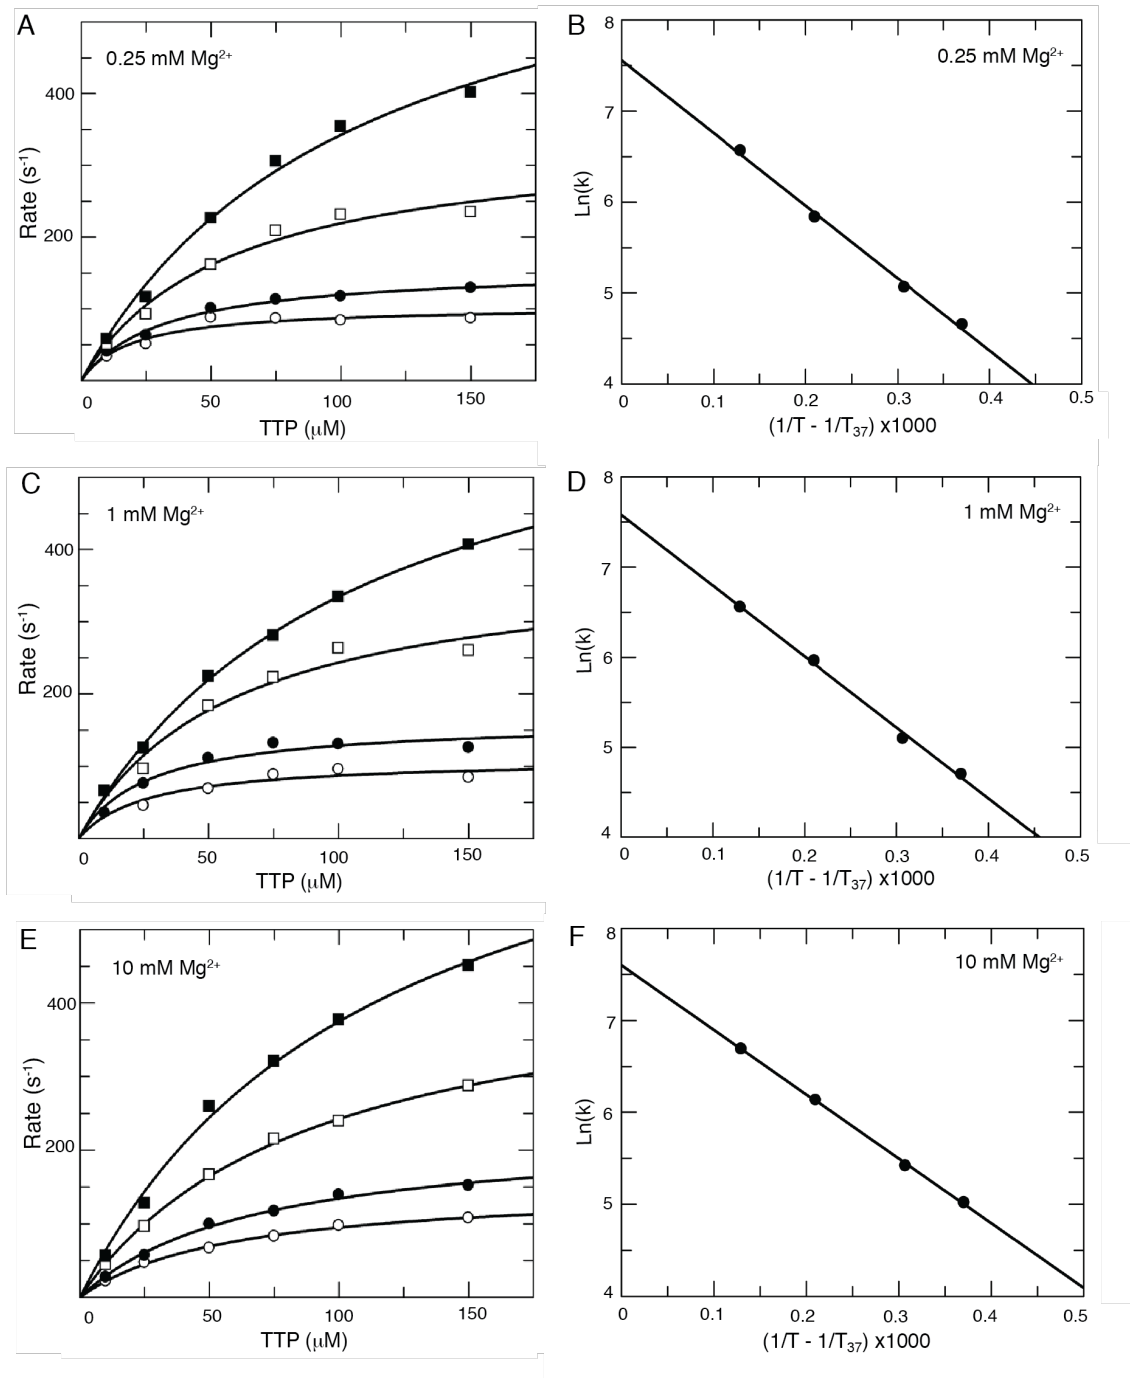 A
0.25 mM Mg²⁺
400
200
Rate (s⁻¹)
0 50 100 150
TTP (µM)
B
0.25 mM Mg²⁺
8
7
6
5
4
Ln(k)
0 0.1 0.2 0.3 0.4 0.5
(1/T - 1/T₃₇) x1000
C
1 mM Mg²⁺
400
200
Rate (s⁻¹)
0 50 100 150
TTP (µM)
D
1 mM Mg²⁺
8
7
6
5
4
Ln(k)
0 0.1 0.2 0.3 0.4 0.5
(1/T - 1/T₃₇) x1000
E
10 mM Mg²⁺
400
200
Rate (s⁻¹)
0 50 100 150
TTP (µM)
F
10 mM Mg²⁺
8
7
6
5
4
Ln(k)
0 0.1 0.2 0.3 0.4 0.5
(1/T - 1/T₃₇) x1000